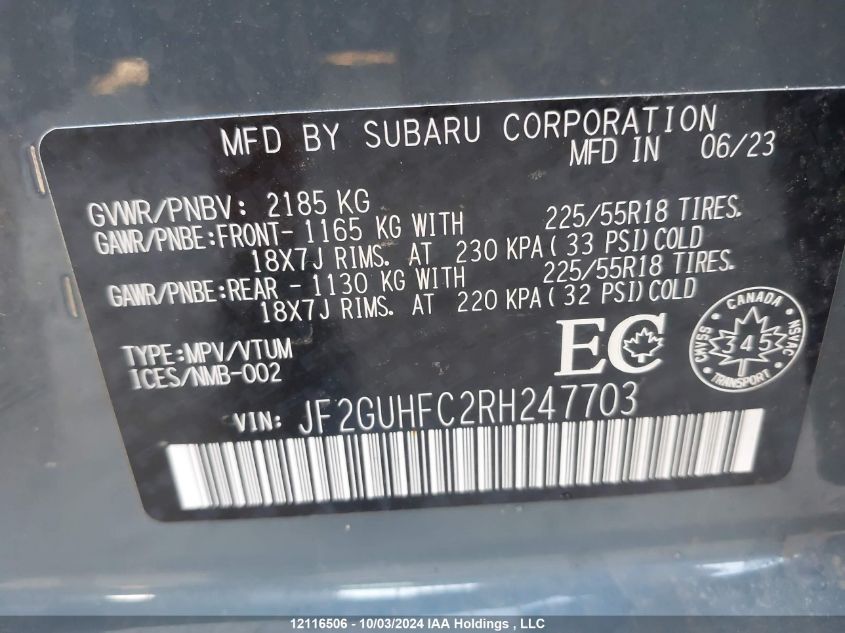 MFD BY SUBARU CORPORATION
MFD IN 06/23
GVWR/PNBV: 2185 KG
GAWR/PNBE:FRONT- 1165 KG WITH 225/55R18 TIRES.
18X7J RIMS. AT 230 KPA ( 33 PSI)COLD
GAWR/PNBE:REAR - 1130 KG WITH 225/55R18 TIRES.
18X7J RIMS. AT 220 KPA ( 32 PSI)COLD
TYPE:MPV/VTUM
ICES/NMB-002
EC
CANADA
CMVSS 345 NSVAC
TRANSPORT
VIN: JF2GUHFC2RH247703
12116506 - 10/03/2024 IAA Holdings , LLC